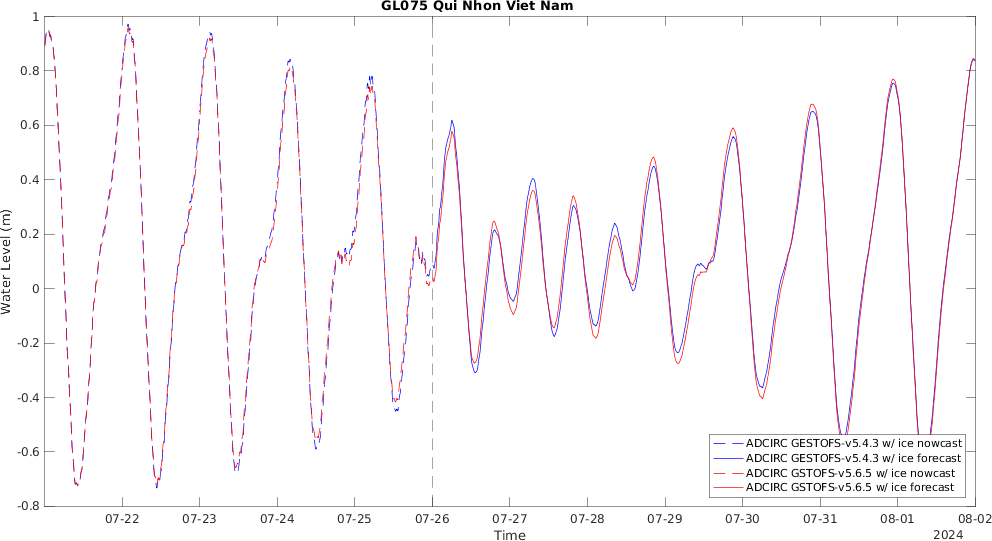 GL075 Qui Nhon Viet Nam
Water Level (m)
1
0.8
0.6
0.4
0.2
0
-0.2
-0.4
-0.6
-0.8
ADCIRC GESTOFS-v5.4.3 w/ ice nowcast
ADCIRC GESTOFS-v5.4.3 w/ ice forecast
ADCIRC GSTOFS-v5.6.5 w/ ice nowcast
ADCIRC GSTOFS-v5.6.5 w/ ice forecast
07-22 07-23 07-24 07-25 07-26 07-27 07-28 07-29 07-30 07-31 08-01 08-02
Time
2024